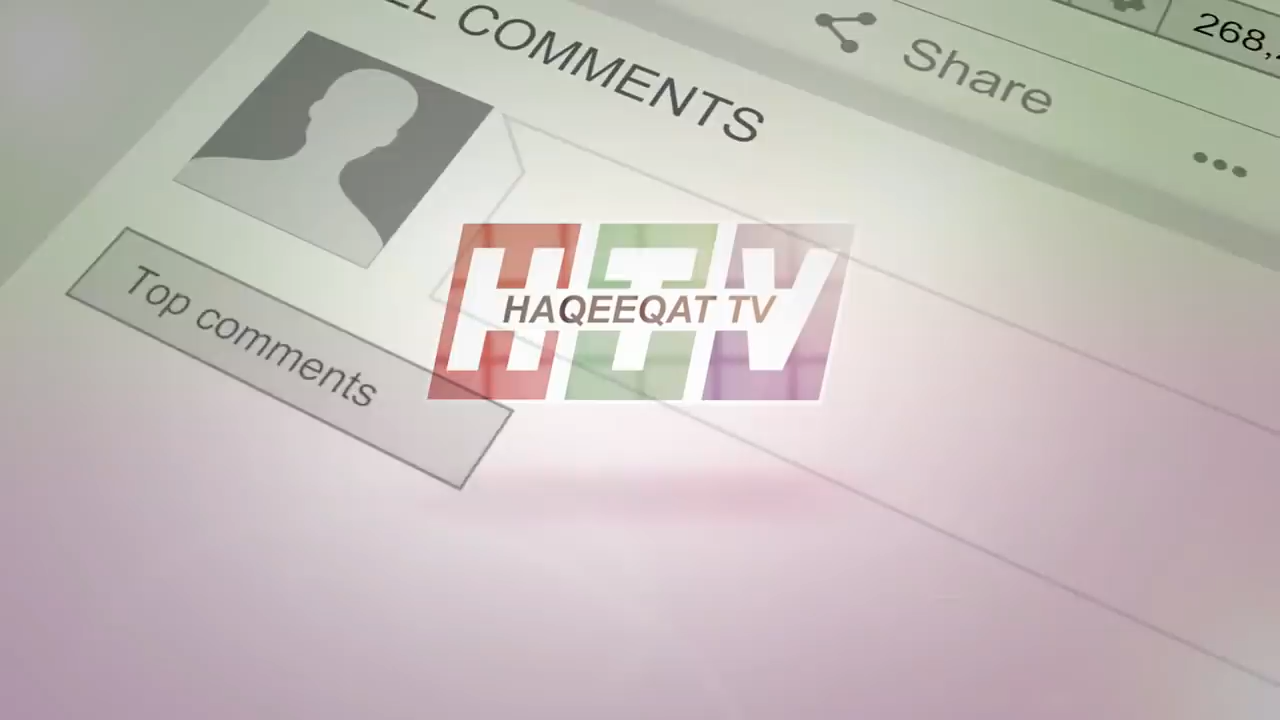 COMMENTS
Share
268,
HTV
HAQEEQAT TV
Top comments